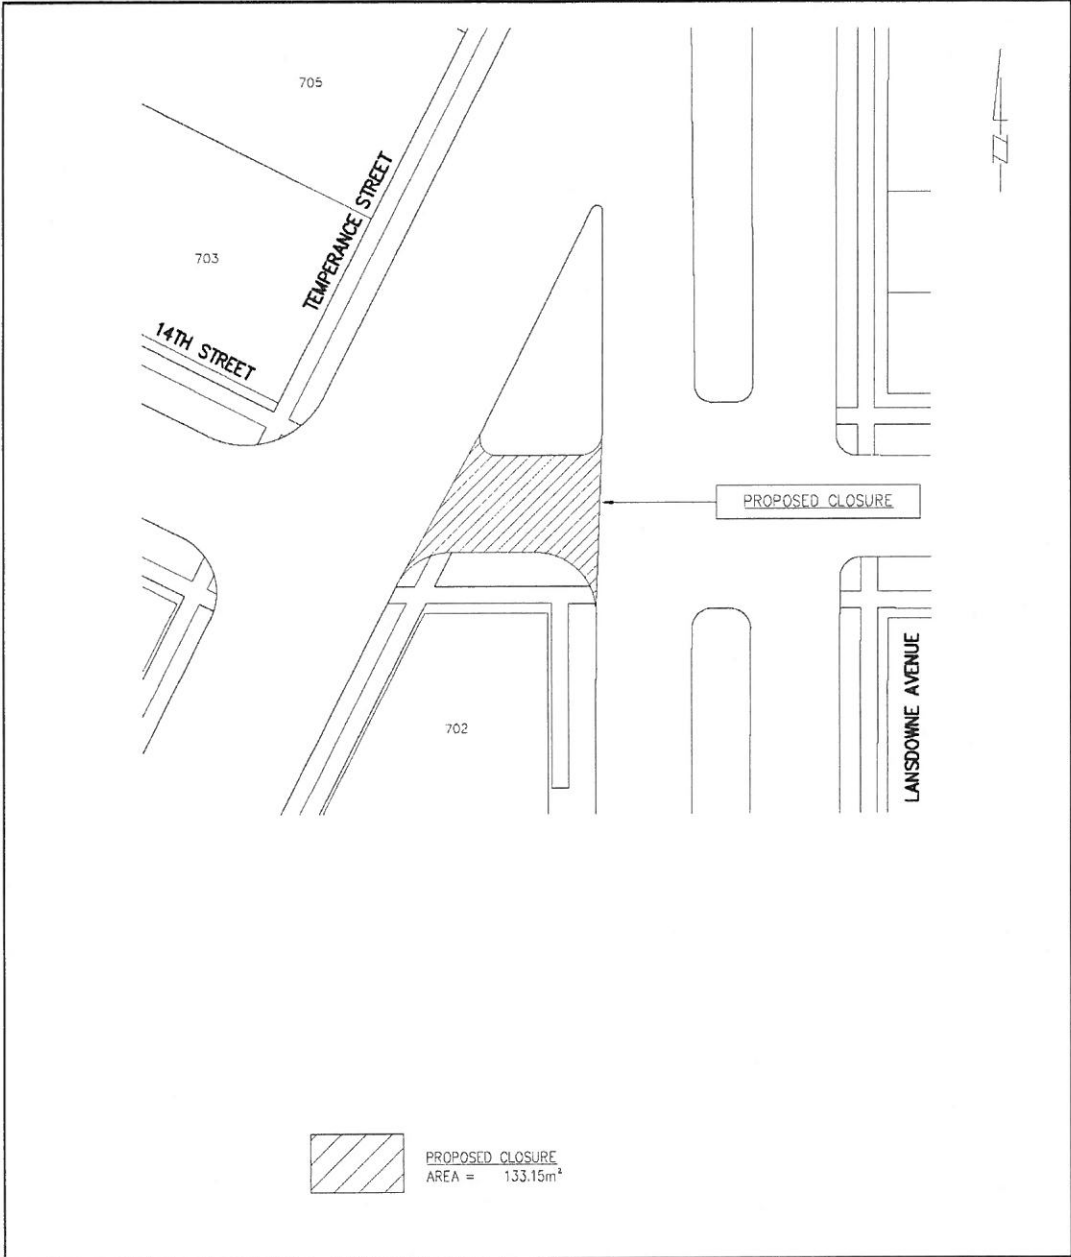 705
TEMPERANCE STREET
703
14TH STREET
N
PROPOSED CLOSURE
702
LANSDOWNE AVENUE
PROPOSED CLOSURE
AREA = 133.15m²